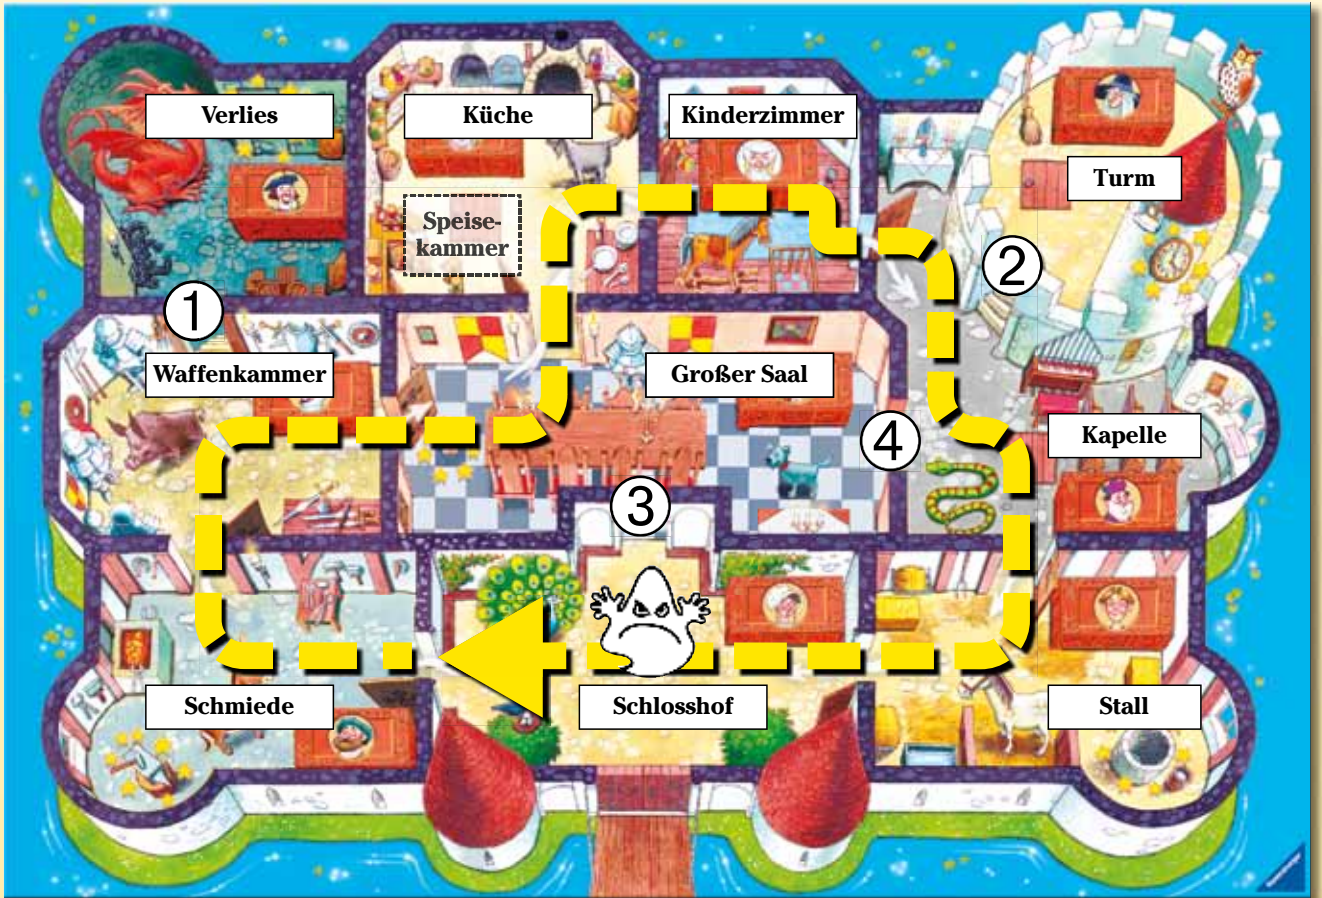 Verlies
Küche
Kinderzimmer
Turm
Speise-
kammer
1
2
Waffenkammer
Großer Saal
4
Kapelle
3
Schmiede
Schlosshof
Stall